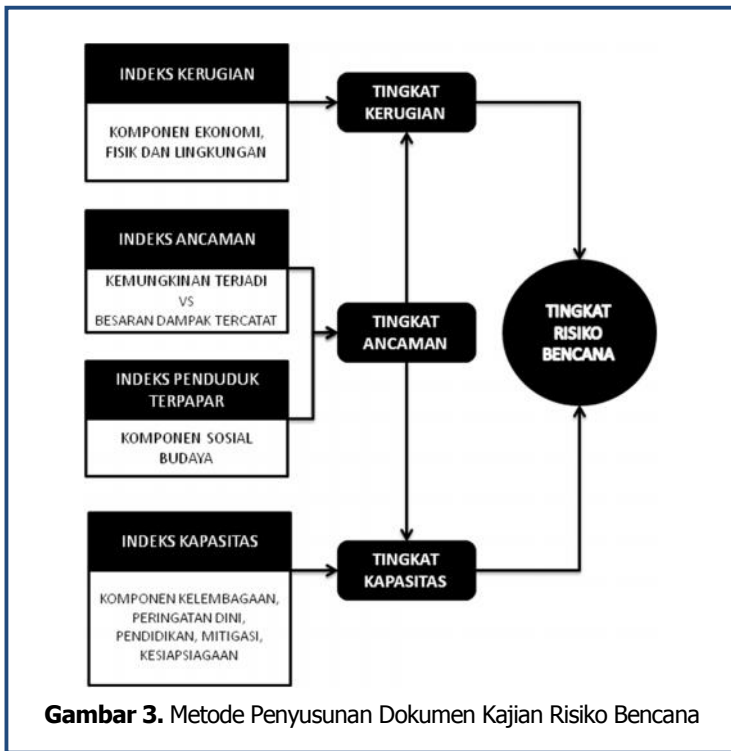 INDEKS KERUGIAN
KOMPONEN EKONOMI,
FISIK DAN LINGKUNGAN
TINGKAT
KERUGIAN
INDEKS ANCAMAN
KEMUNGKINAN TERJADI
VS
BESARAN DAMPAK TERCATAT
INDEKS PENDUDUK
TERPAPAR
KOMPONEN SOSIAL
BUDAYA
TINGKAT
ANCAMAN
TINGKAT
RISIKO
BENCANA
INDEKS KAPASITAS
KOMPONEN KELEMBAGAAN,
PERINGATAN DINI,
PENDIDIKAN, MITIGASI,
KESIAPSIAGAAN
TINGKAT
KAPASITAS
Gambar 3. Metode Penyusunan Dokumen Kajian Risiko Bencana